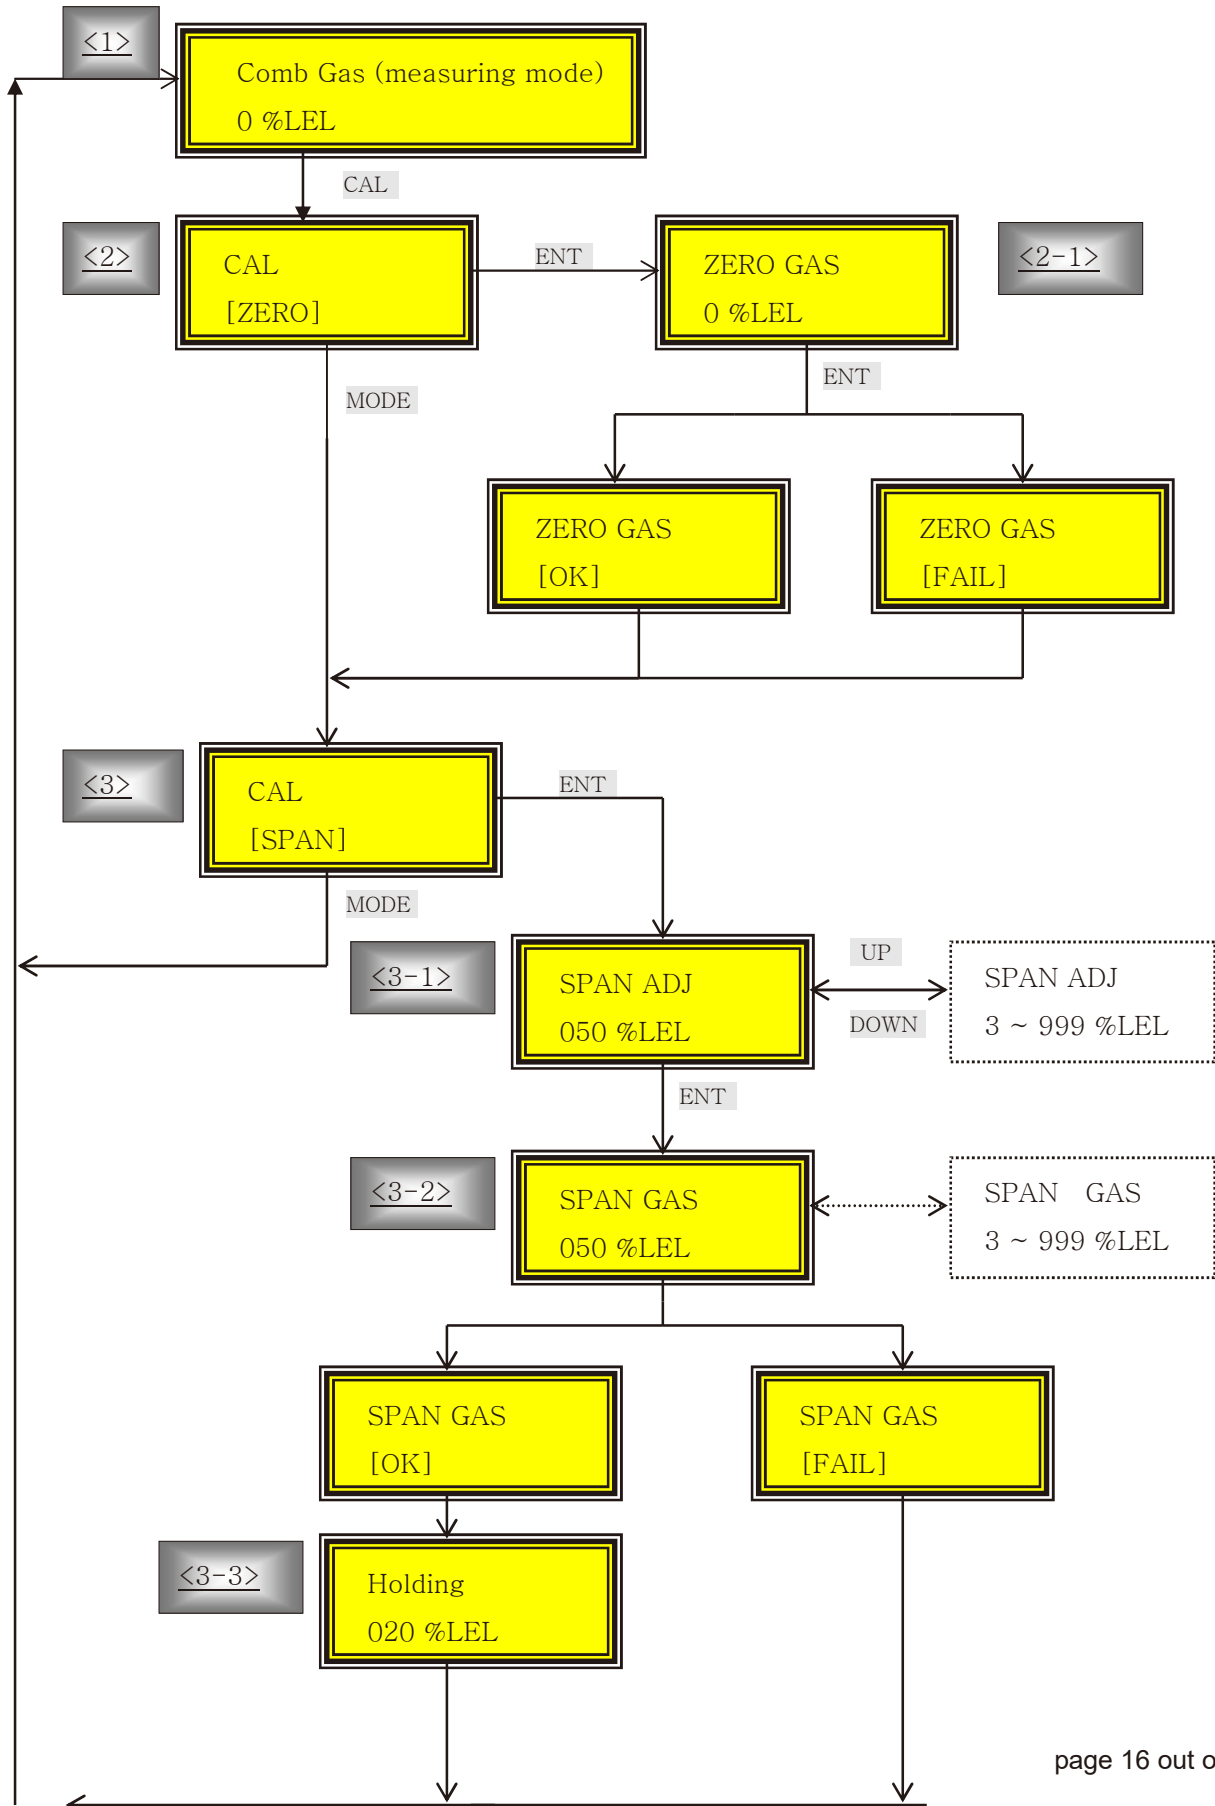 <1>
Comb Gas (measuring mode)
0 %LEL
CAL
<2>
CAL
[ZERO]
ENT
ZERO GAS
0 %LEL
<2-1>
MODE
ENT
ZERO GAS
[OK]
ZERO GAS
[FAIL]
<3>
CAL
[SPAN]
ENT
MODE
<3-1>
SPAN ADJ
050 %LEL
UP
DOWN
SPAN ADJ
3 ~ 999 %LEL
ENT
<3-2>
SPAN GAS
050 %LEL
SPAN GAS
3 ~ 999 %LEL
SPAN GAS
[OK]
SPAN GAS
[FAIL]
<3-3>
Holding
020 %LEL
page 16 out o